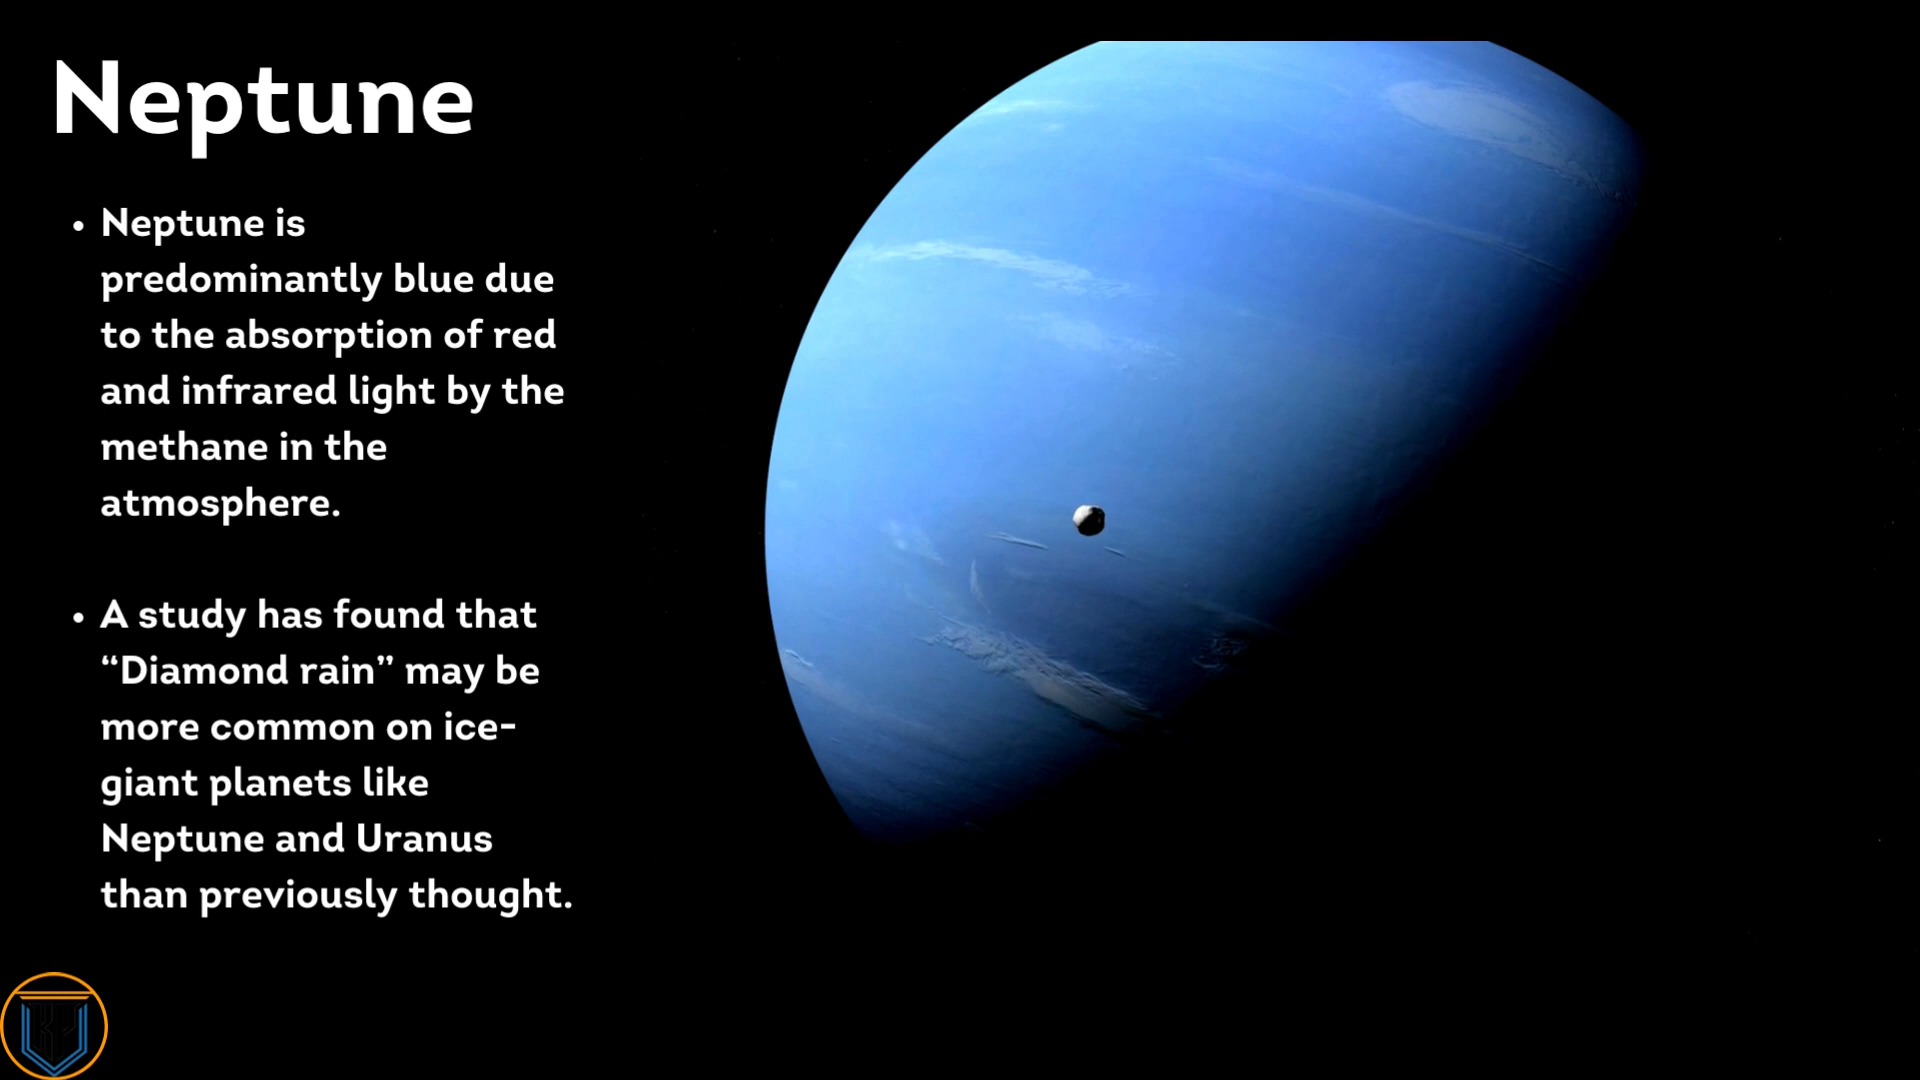 Neptune
• Neptune is
predominantly blue due
to the absorption of red
and infrared light by the
methane in the
atmosphere.
• A study has found that
“Diamond rain” may be
more common on ice-
giant planets like
Neptune and Uranus
than previously thought.